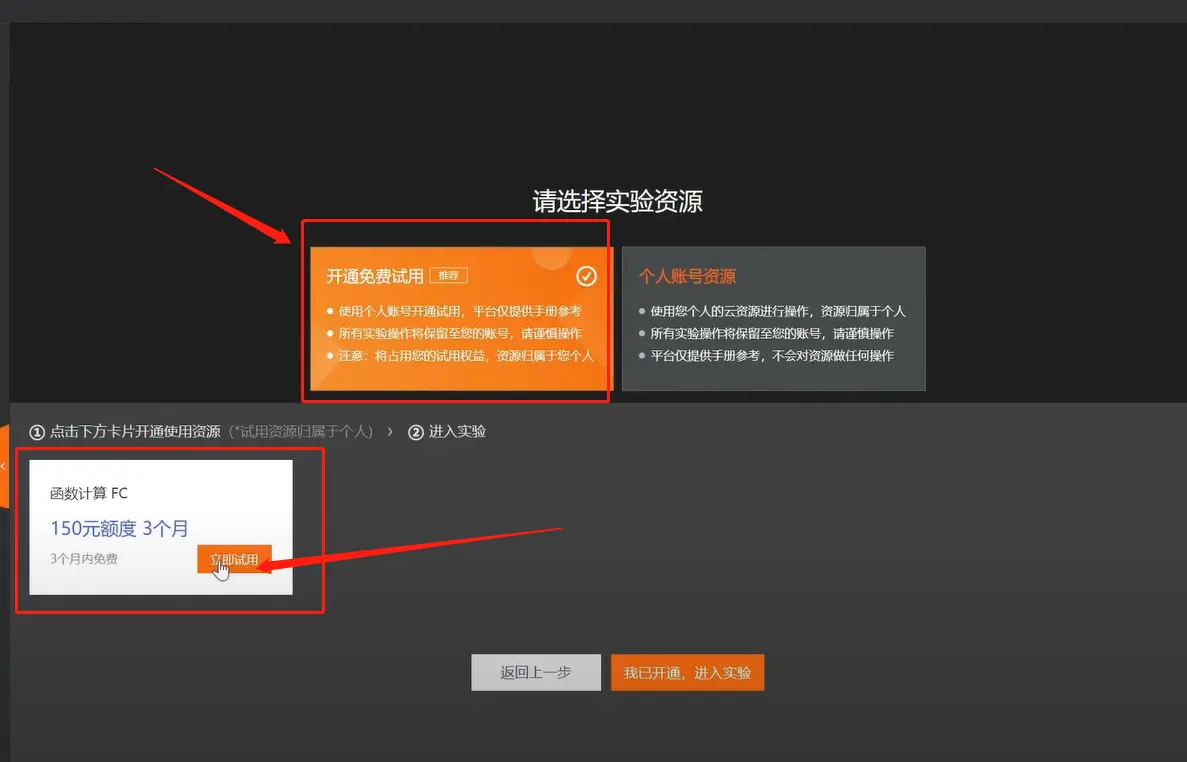 请选择实验资源
开通免费试用 推荐
使用个人账号开通试用，平台仅提供手册参考
所有实验操作将保留至您的账号，请谨慎操作
注意：将占用您的试用权益，资源归属于您个人
个人账号资源
使用您个人的云资源进行操作，资源归属于个人
所有实验操作将保留至您的账号，请谨慎操作
平台仅提供手册参考，不会对资源做任何操作
① 点击下方卡片开通使用资源（*试用资源归属于个人） › ② 进入实验
函数计算 FC
150元额度 3个月
3个月内免费
立即试用
返回上一步
我已开通，进入实验